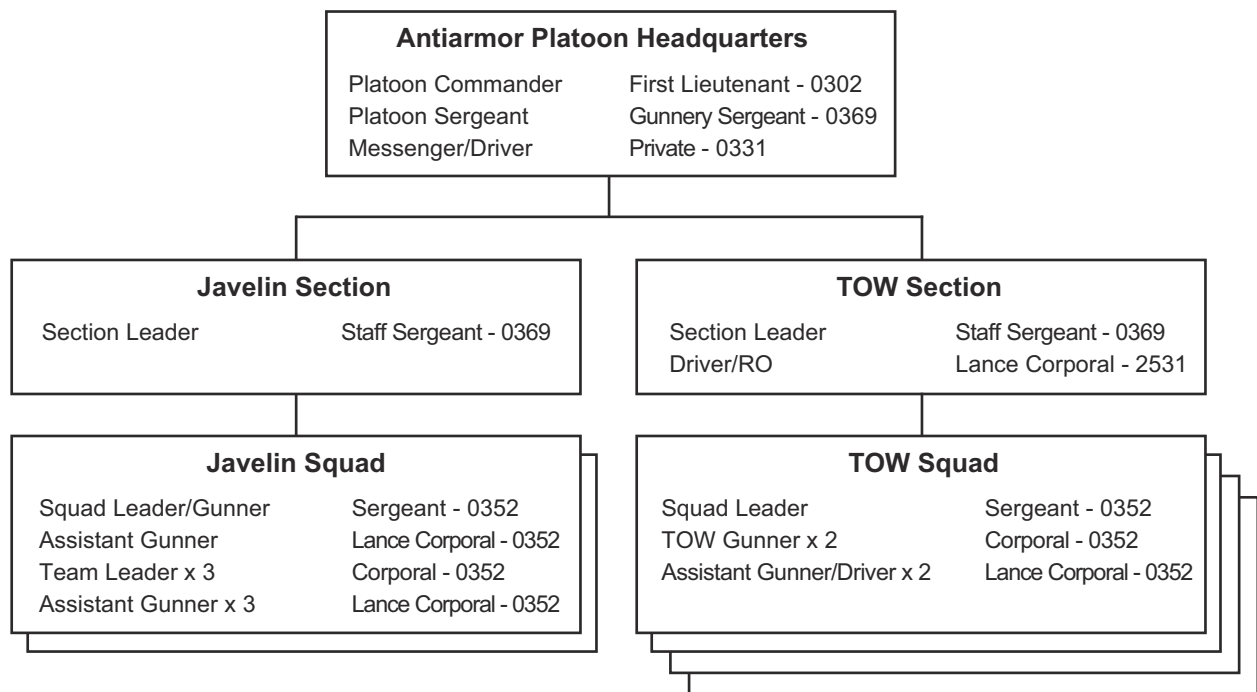 Antiarmor Platoon Headquarters
Platoon Commander First Lieutenant - 0302
Platoon Sergeant Gunnery Sergeant - 0369
Messenger/Driver Private - 0331
Javelin Section
Section Leader Staff Sergeant - 0369
TOW Section
Section Leader Staff Sergeant - 0369
Driver/RO Lance Corporal - 2531
Javelin Squad
Squad Leader/Gunner Sergeant - 0352
Assistant Gunner Lance Corporal - 0352
Team Leader x 3 Corporal - 0352
Assistant Gunner x 3 Lance Corporal - 0352
TOW Squad
Squad Leader Sergeant - 0352
TOW Gunner x 2 Corporal - 0352
Assistant Gunner/Driver x 2 Lance Corporal - 0352